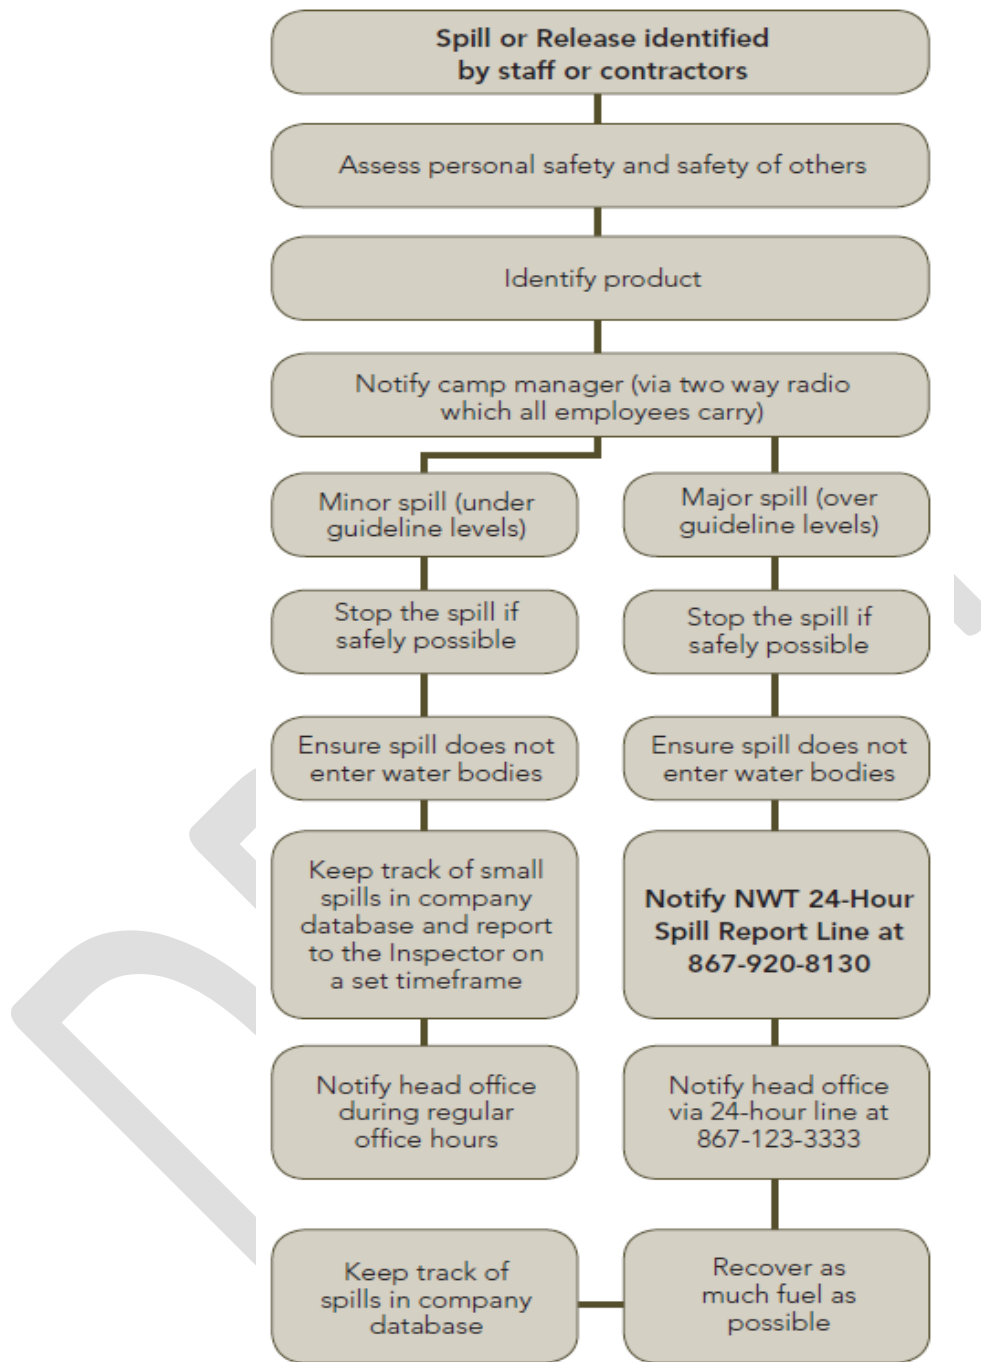 Spill or Release identified
by staff or contractors
Assess personal safety and safety of others
Identify product
Notify camp manager (via two way radio
which all employees carry)
Minor spill (under
guideline levels)
Major spill (over
guideline levels)
Stop the spill if
safely possible
Stop the spill if
safely possible
Ensure spill does not
enter water bodies
Ensure spill does not
enter water bodies
Keep track of small
spills in company
database and report
to the Inspector on
a set timeframe
Notify NWT 24-Hour
Spill Report Line at
867-920-8130
Notify head office
during regular
office hours
Notify head office
via 24-hour line at
867-123-3333
Keep track of
spills in company
database
Recover as
much fuel as
possible